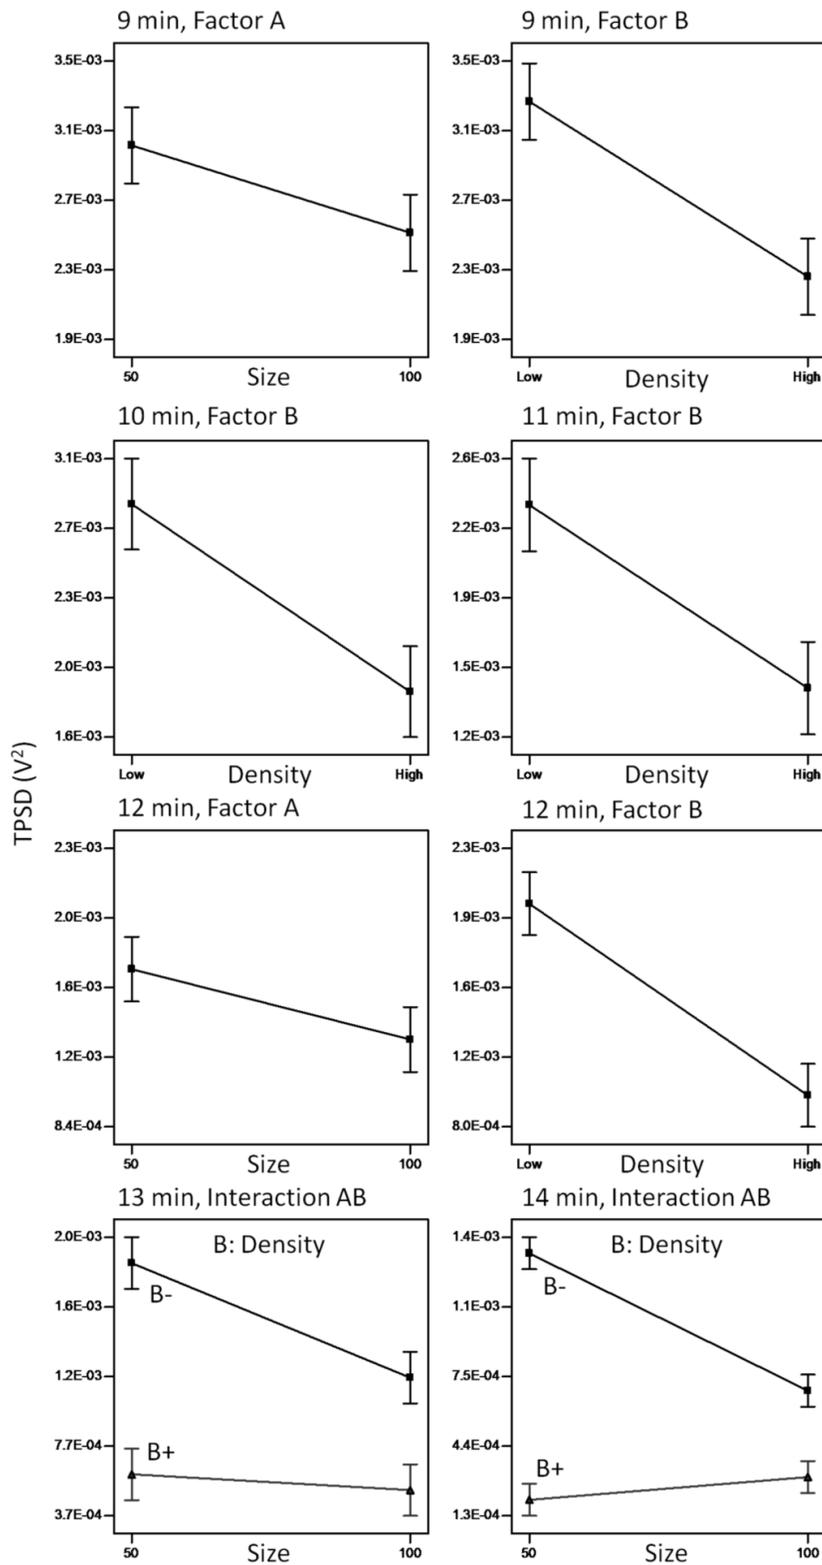 9 min, Factor A
3.5E-03
3.1E-03
2.7E-03
2.3E-03
1.9E-03
50 Size 100
9 min, Factor B
3.5E-03
3.1E-03
2.7E-03
2.3E-03
1.9E-03
Low Density High
10 min, Factor B
3.1E-03
2.7E-03
2.3E-03
2.0E-03
1.6E-03
Low Density High
11 min, Factor B
2.6E-03
2.2E-03
1.9E-03
1.5E-03
1.2E-03
Low Density High
TPSD (V²)
12 min, Factor A
2.3E-03
2.0E-03
1.6E-03
1.2E-03
8.4E-04
50 Size 100
12 min, Factor B
2.3E-03
1.9E-03
1.6E-03
1.2E-03
8.0E-04
Low Density High
13 min, Interaction AB
B: Density
2.0E-03
B-
1.6E-03
1.2E-03
7.7E-04
B+
3.7E-04
50 Size 100
14 min, Interaction AB
B: Density
1.4E-03
B-
1.1E-03
7.5E-04
4.4E-04
B+
1.3E-04
50 Size 100